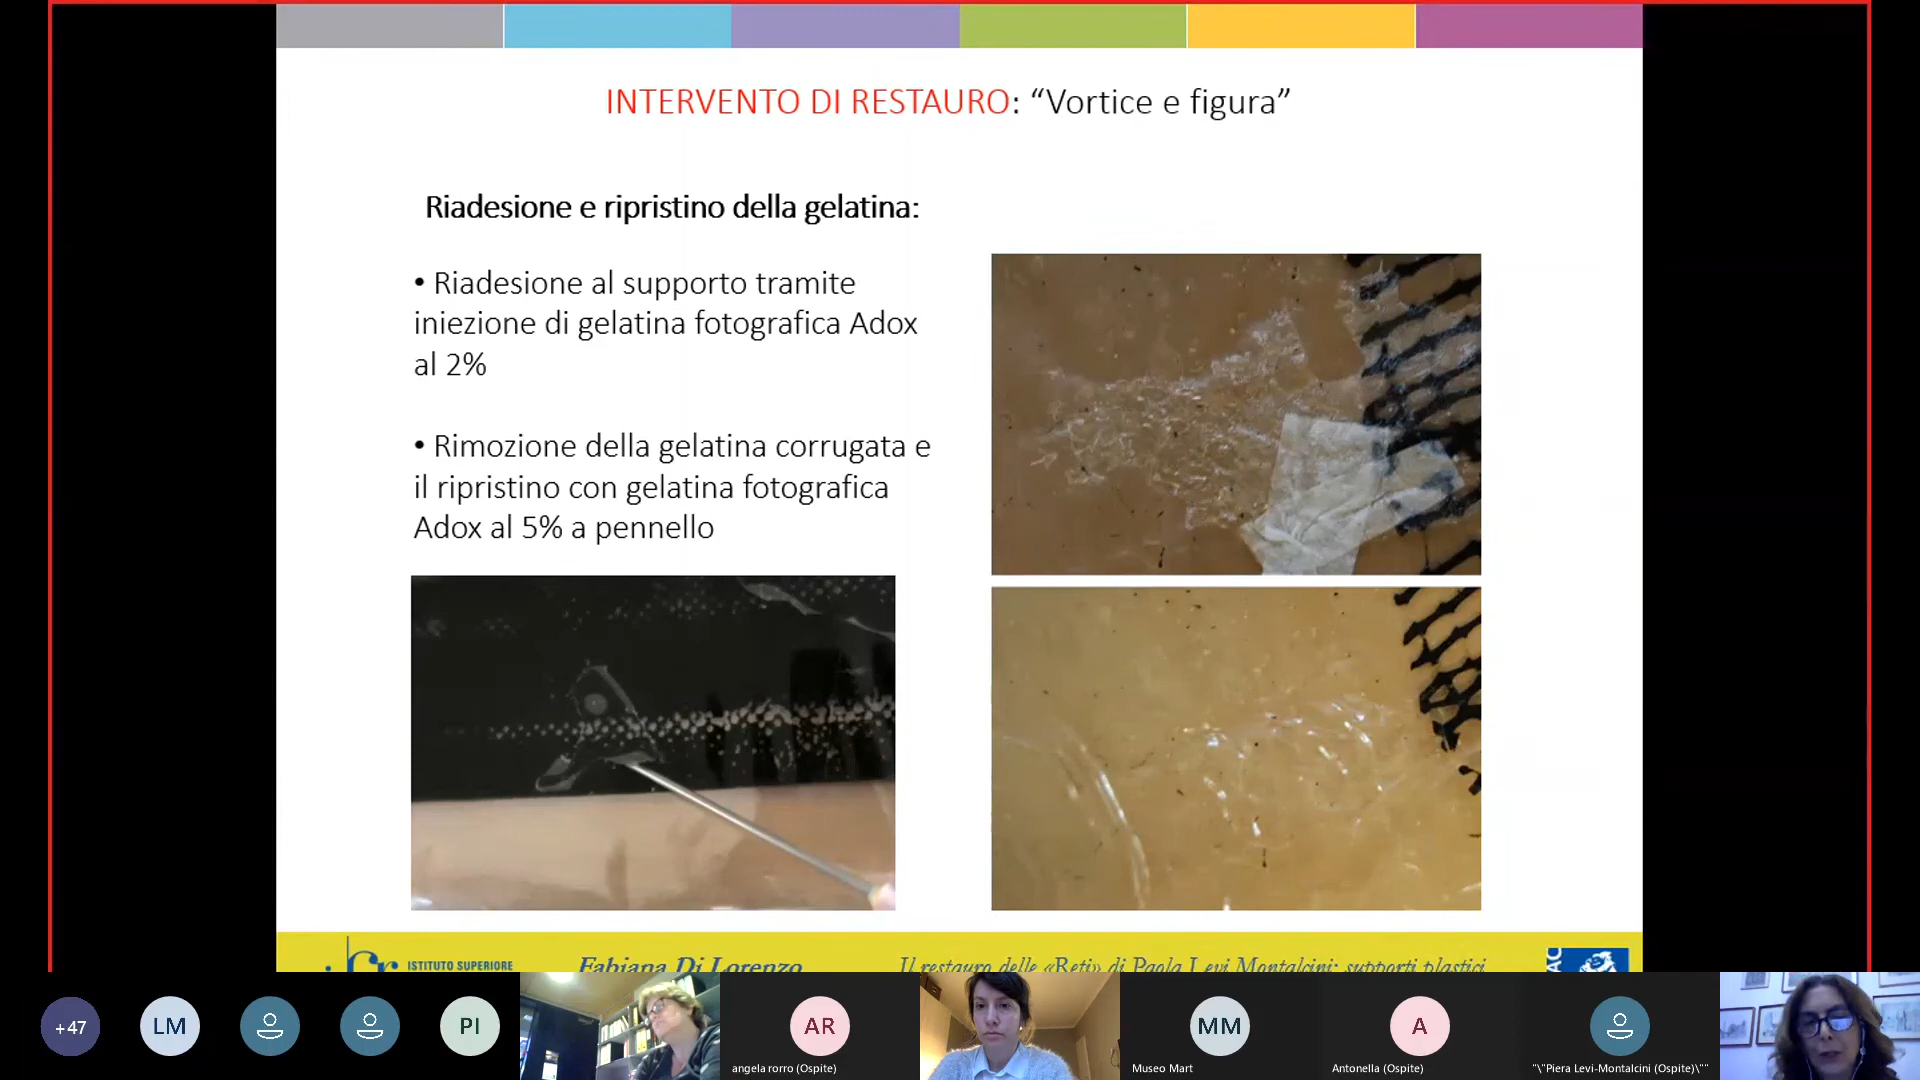 INTERVENTO DI RESTAURO: “Vortice e figura”
Riadesione e ripristino della gelatina:
• Riadesione al supporto tramite
iniezione di gelatina fotografica Adox
al 2%
• Rimozione della gelatina corrugata e
il ripristino con gelatina fotografica
Adox al 5% a pennello
ISTITUTO SUPERIORE
Fabiana Di Lorenzo
Il restauro delle «Reti» di Paola Levi Montalcini: supporti plastici
+47
LM
PI
AR
angela rorro (Ospite)
MM
Museo Mart
A
Antonella (Ospite)
"\"Piera Levi-Montalcini (Ospite)\""